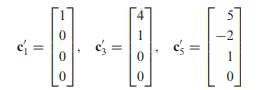 c′₁ = [1 0 0 0], c′₃ = [4 1 0 0], c′₅ = [5 −2 1 0]